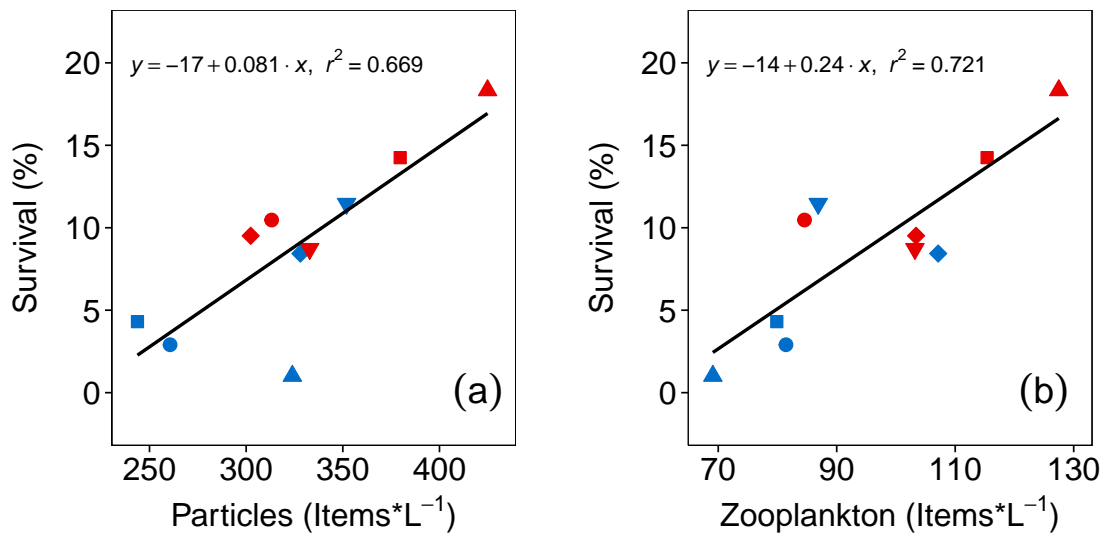 y = −17 + 0.081 · x, r² = 0.669
20
15
10
5
0
Survival (%)
(a)
250 300 350 400
Particles (Items*L⁻¹)
y = −14 + 0.24 · x, r² = 0.721
20
15
10
5
0
Survival (%)
(b)
70 90 110 130
Zooplankton (Items*L⁻¹)